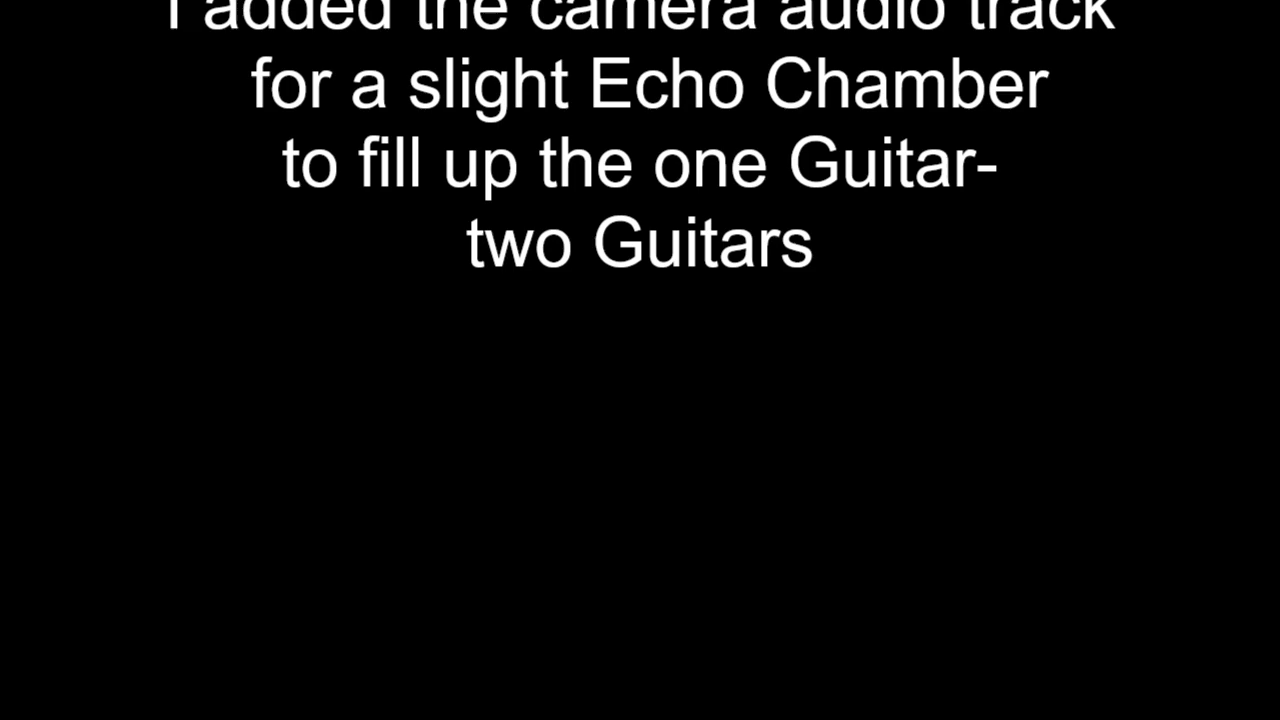 I added the camera audio track
for a slight Echo Chamber
to fill up the one Guitar-
two Guitars